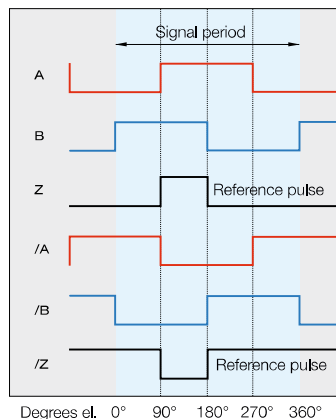 Signal period
A
B
Z Reference pulse
/A
/B
/Z Reference pulse
Degrees el. 0° 90° 180° 270° 360°